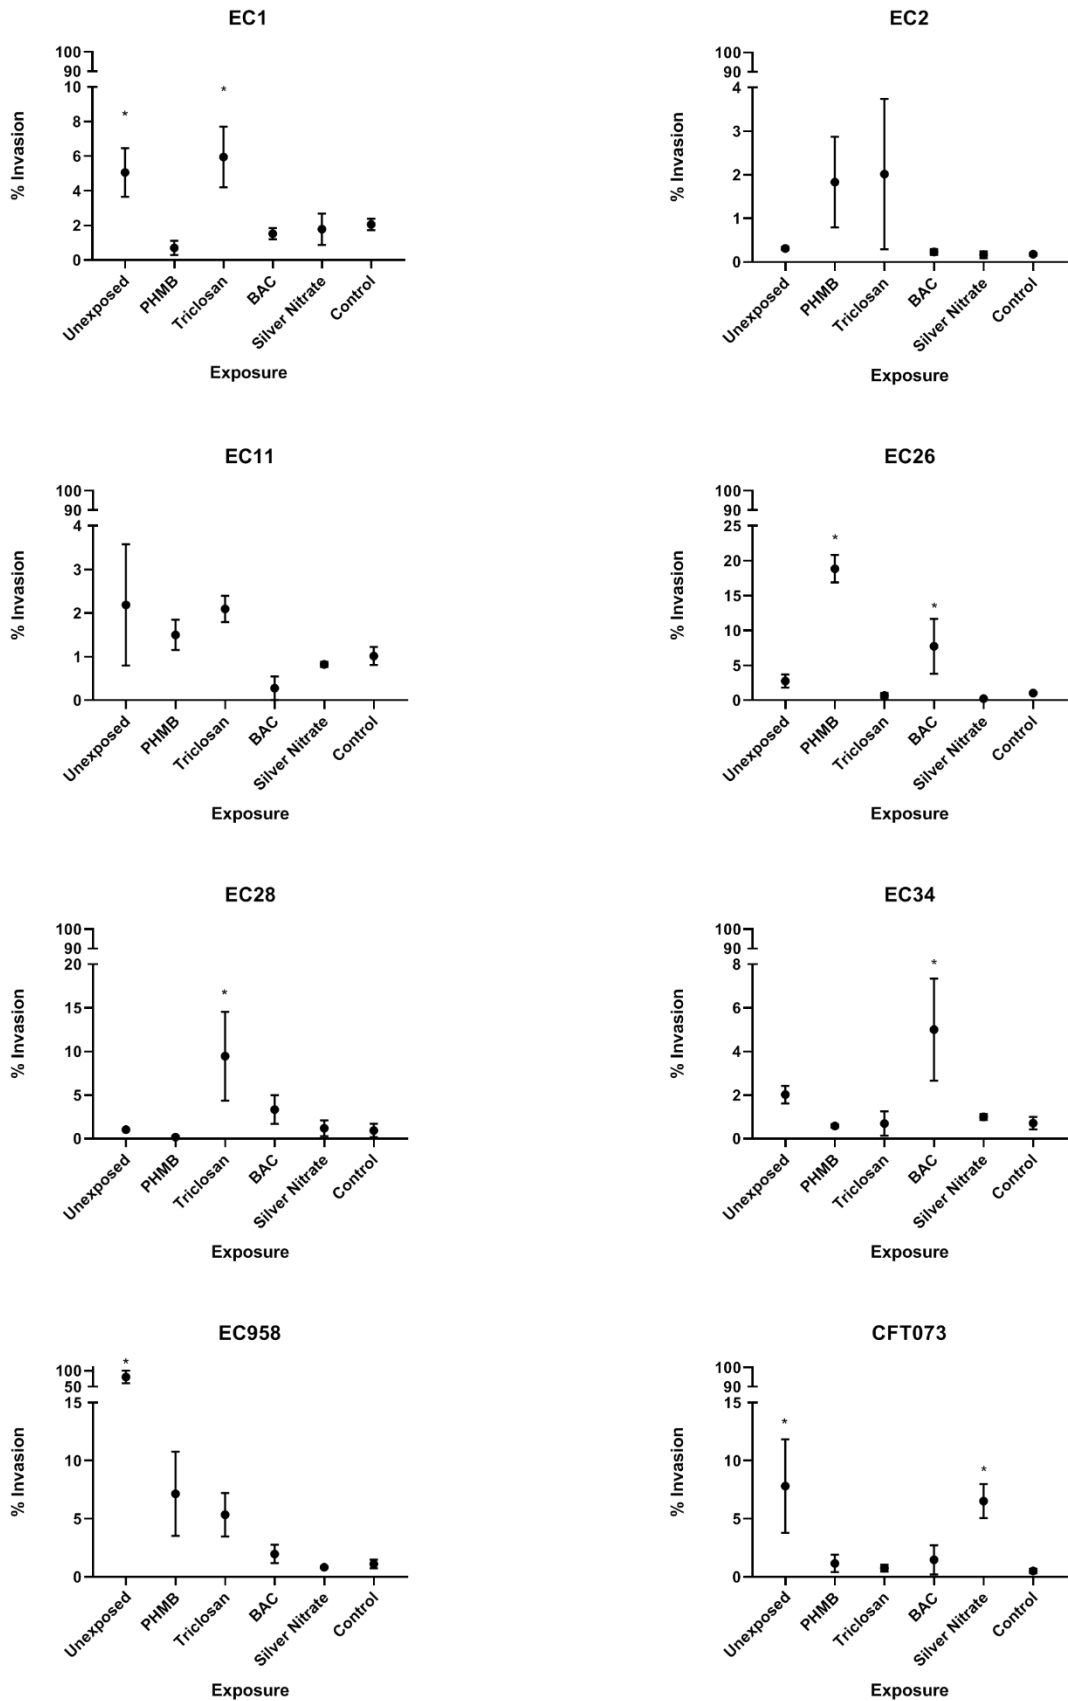 EC1
100
90
10
*
*
8
6
4
2
0
% Invasion
Unexposed
PHMB
Triclosan
BAC
Silver Nitrate
Control
Exposure
EC2
100
90
4
3
2
1
0
% Invasion
Unexposed
PHMB
Triclosan
BAC
Silver Nitrate
Control
Exposure
EC11
100
90
4
3
2
1
0
% Invasion
Unexposed
PHMB
Triclosan
BAC
Silver Nitrate
Control
Exposure
EC26
100
90
25
*
20
15
*
10
5
0
% Invasion
Unexposed
PHMB
Triclosan
BAC
Silver Nitrate
Control
Exposure
EC28
100
90
20
*
15
10
5
0
% Invasion
Unexposed
PHMB
Triclosan
BAC
Silver Nitrate
Control
Exposure
EC34
100
90
*
8
6
4
2
0
% Invasion
Unexposed
PHMB
Triclosan
BAC
Silver Nitrate
Control
Exposure
EC958
*
100
50
15
10
5
0
% Invasion
Unexposed
PHMB
Triclosan
BAC
Silver Nitrate
Control
Exposure
CFT073
100
90
15
*
*
10
5
0
% Invasion
Unexposed
PHMB
Triclosan
BAC
Silver Nitrate
Control
Exposure